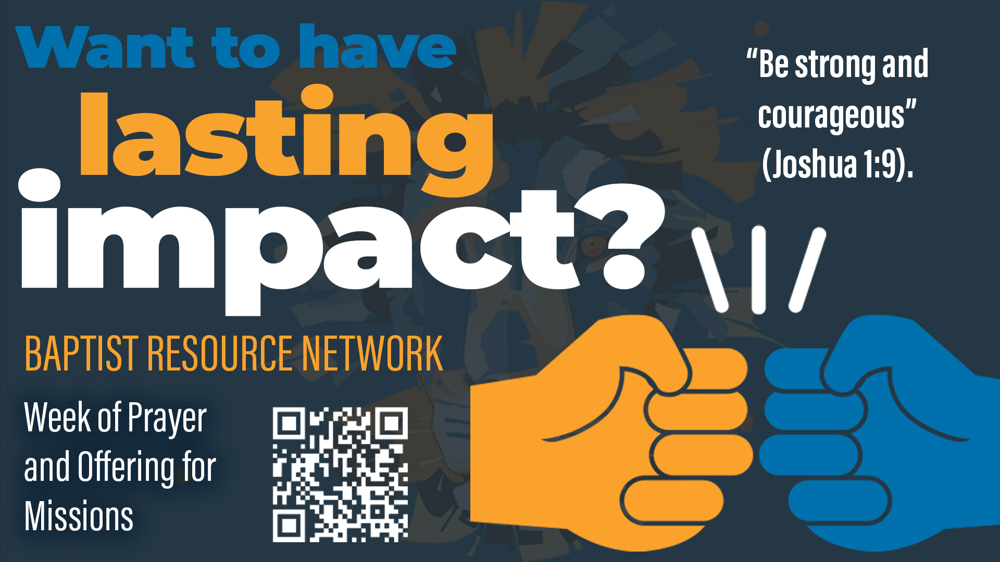 Want to have
lasting
impact?
“Be strong and
courageous”
(Joshua 1:9).
BAPTIST RESOURCE NETWORK
Week of Prayer
and Offering for
Missions